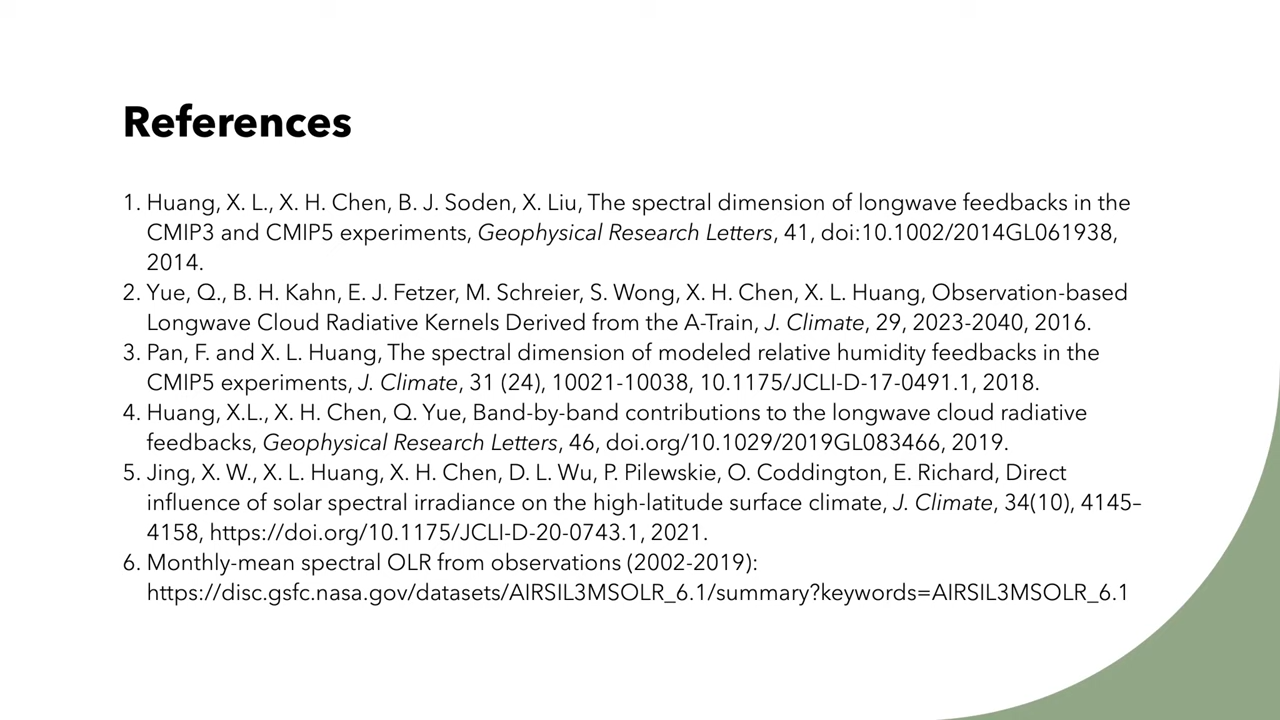 References
1. Huang, X. L., X. H. Chen, B. J. Soden, X. Liu, The spectral dimension of longwave feedbacks in the
CMIP3 and CMIP5 experiments, Geophysical Research Letters, 41, doi:10.1002/2014GL061938,
2014.
2. Yue, Q., B. H. Kahn, E. J. Fetzer, M. Schreier, S. Wong, X. H. Chen, X. L. Huang, Observation-based
Longwave Cloud Radiative Kernels Derived from the A-Train, J. Climate, 29, 2023-2040, 2016.
3. Pan, F. and X. L. Huang, The spectral dimension of modeled relative humidity feedbacks in the
CMIP5 experiments, J. Climate, 31 (24), 10021-10038, 10.1175/JCLI-D-17-0491.1, 2018.
4. Huang, X.L., X. H. Chen, Q. Yue, Band-by-band contributions to the longwave cloud radiative
feedbacks, Geophysical Research Letters, 46, doi.org/10.1029/2019GL083466, 2019.
5. Jing, X. W., X. L. Huang, X. H. Chen, D. L. Wu, P. Pilewskie, O. Coddington, E. Richard, Direct
influence of solar spectral irradiance on the high-latitude surface climate, J. Climate, 34(10), 4145–
4158, https://doi.org/10.1175/JCLI-D-20-0743.1, 2021.
6. Monthly-mean spectral OLR from observations (2002-2019):
https://disc.gsfc.nasa.gov/datasets/AIRSIL3MSOLR_6.1/summary?keywords=AIRSIL3MSOLR_6.1